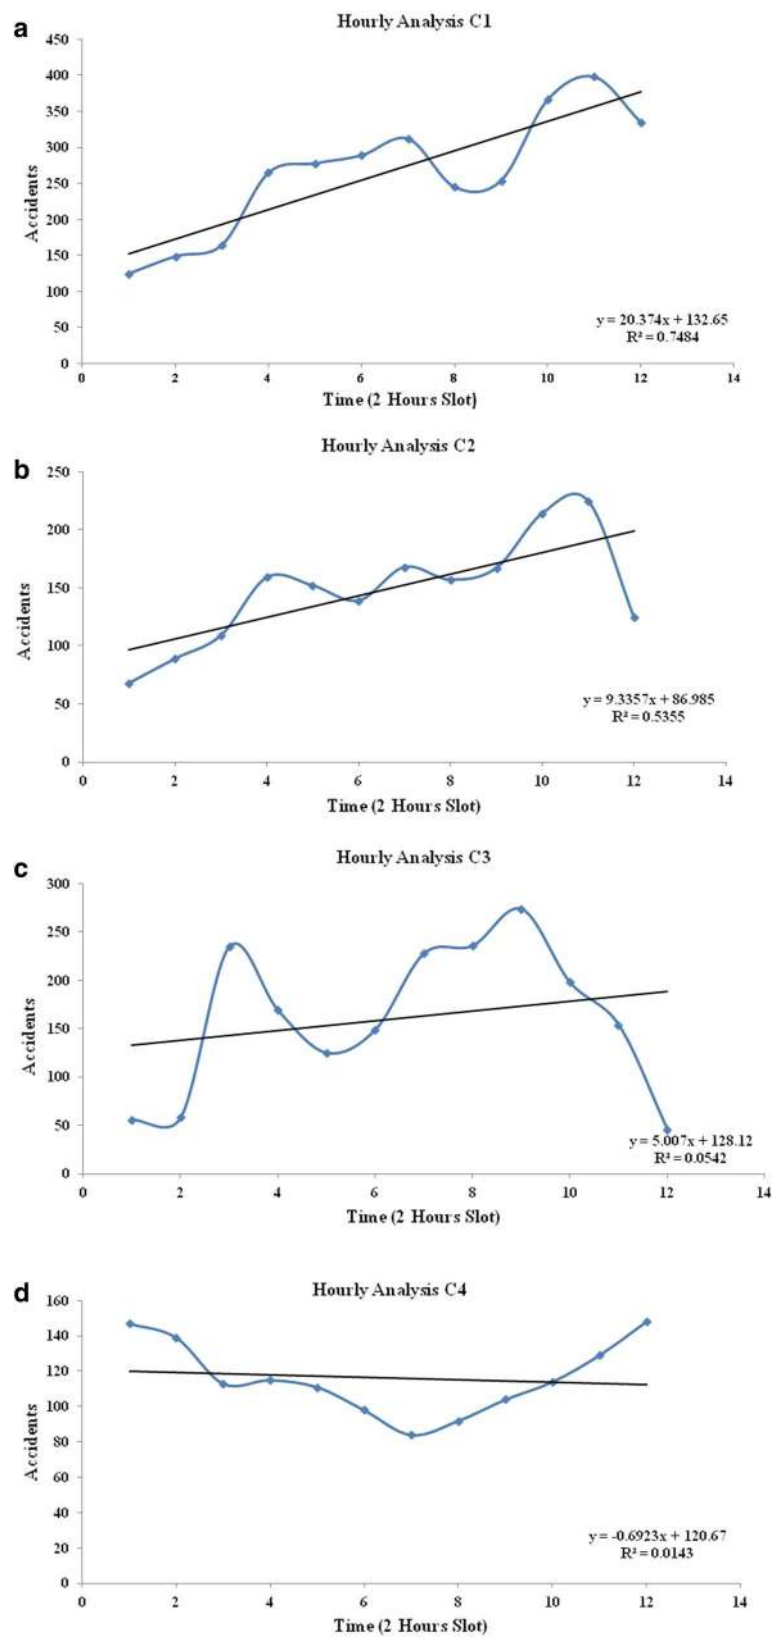 a
Hourly Analysis C1
450
400
350
300
250
200
150
100
50
0
Accidents
y = 20.374x + 132.65
R² = 0.7484
0 2 4 6 8 10 12 14
Time (2 Hours Slot)
b
Hourly Analysis C2
250
200
150
100
50
0
Accidents
y = 9.3357x + 86.985
R² = 0.5355
0 2 4 6 8 10 12 14
Time (2 Hours Slot)
c
Hourly Analysis C3
300
250
200
150
100
50
0
Accidents
y = 5.007x + 128.12
R² = 0.0542
0 2 4 6 8 10 12 14
Time (2 Hours Slot)
d
Hourly Analysis C4
160
140
120
100
80
60
40
20
0
Accidents
y = -0.6923x + 120.67
R² = 0.0143
0 2 4 6 8 10 12 14
Time (2 Hours Slot)